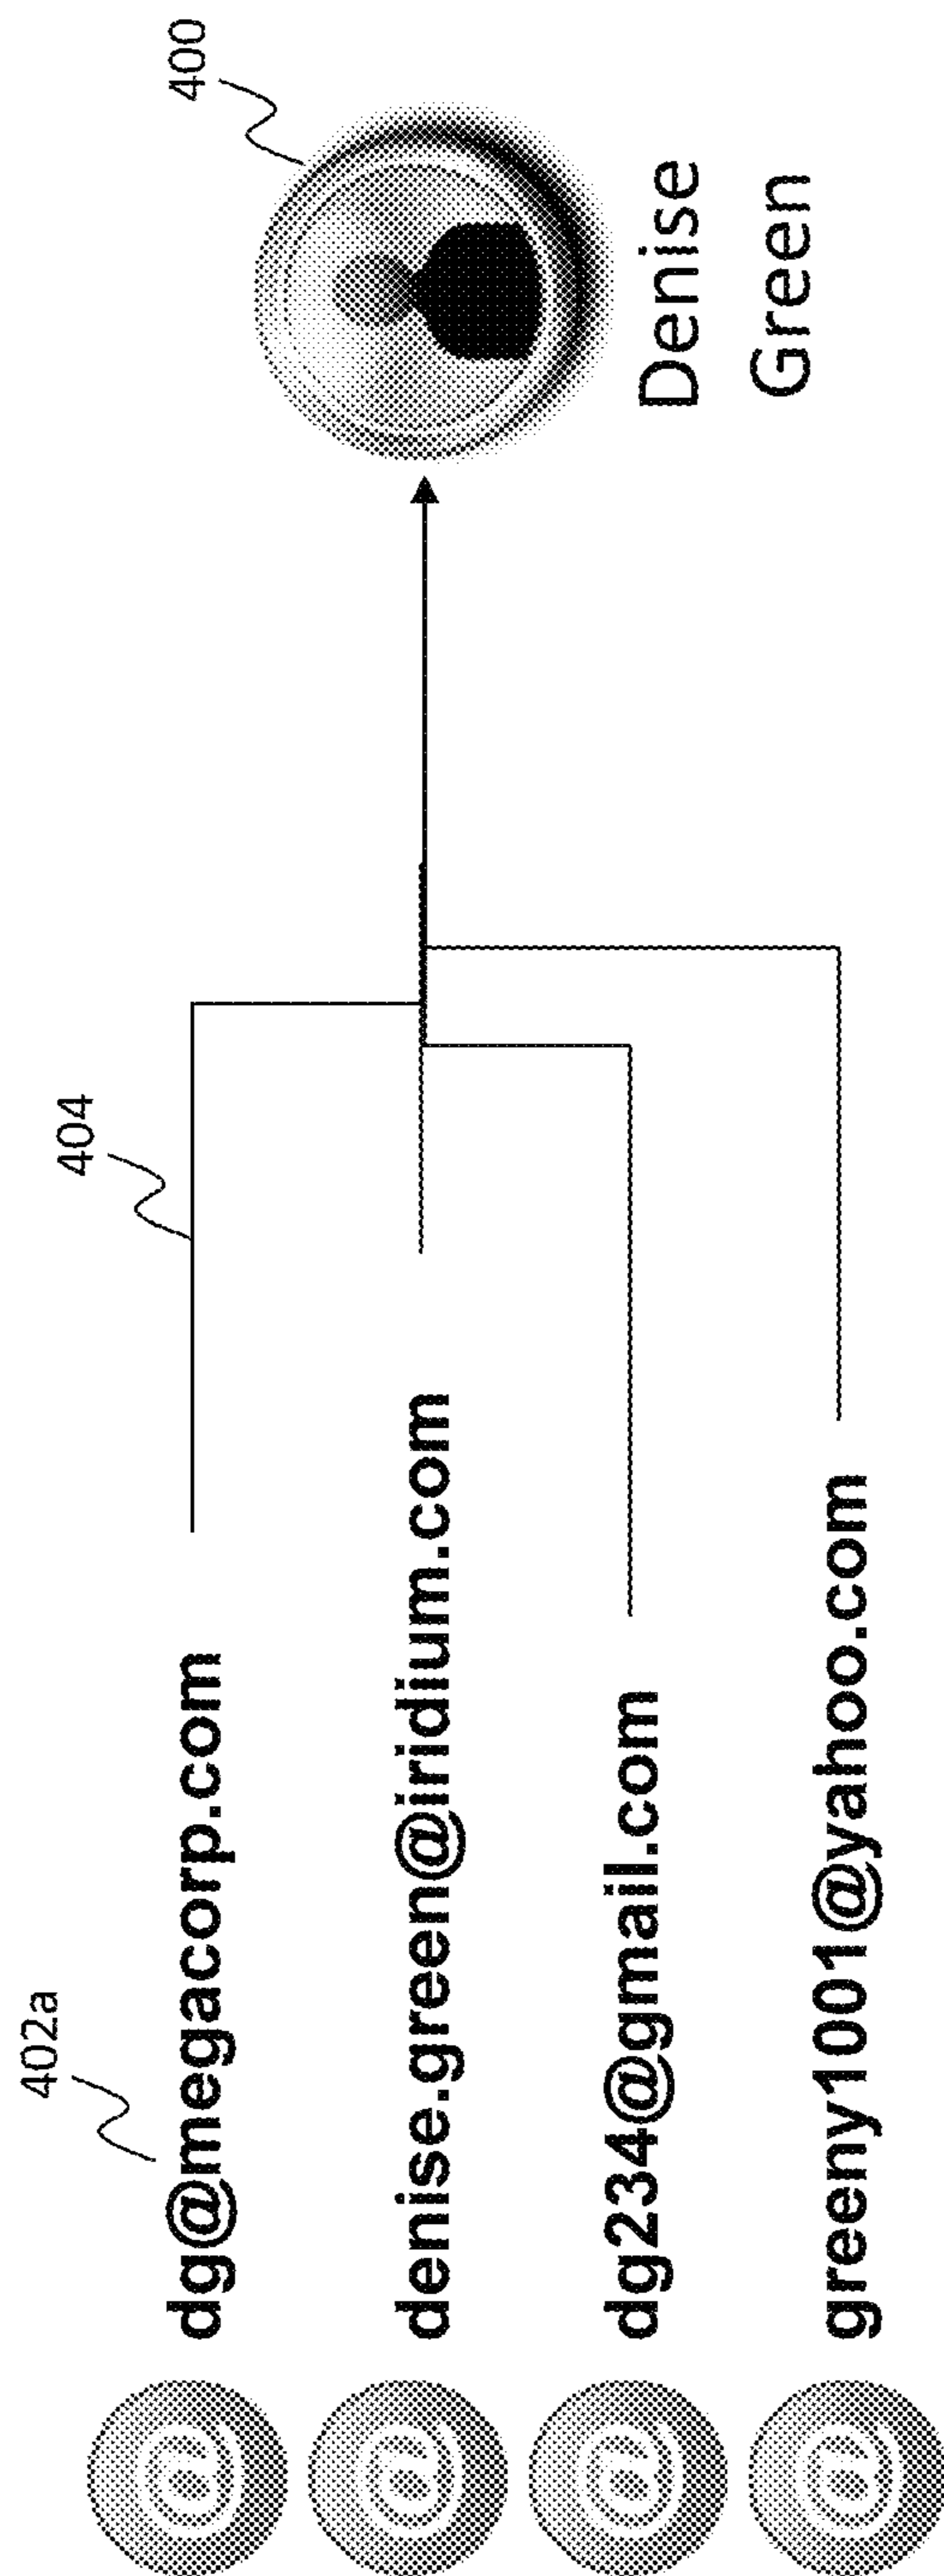 400
404
402a
dg@megacorp.com
denise.green@iridium.com
dg234@gmail.com
greeny1001@yahoo.com
Denise
Green